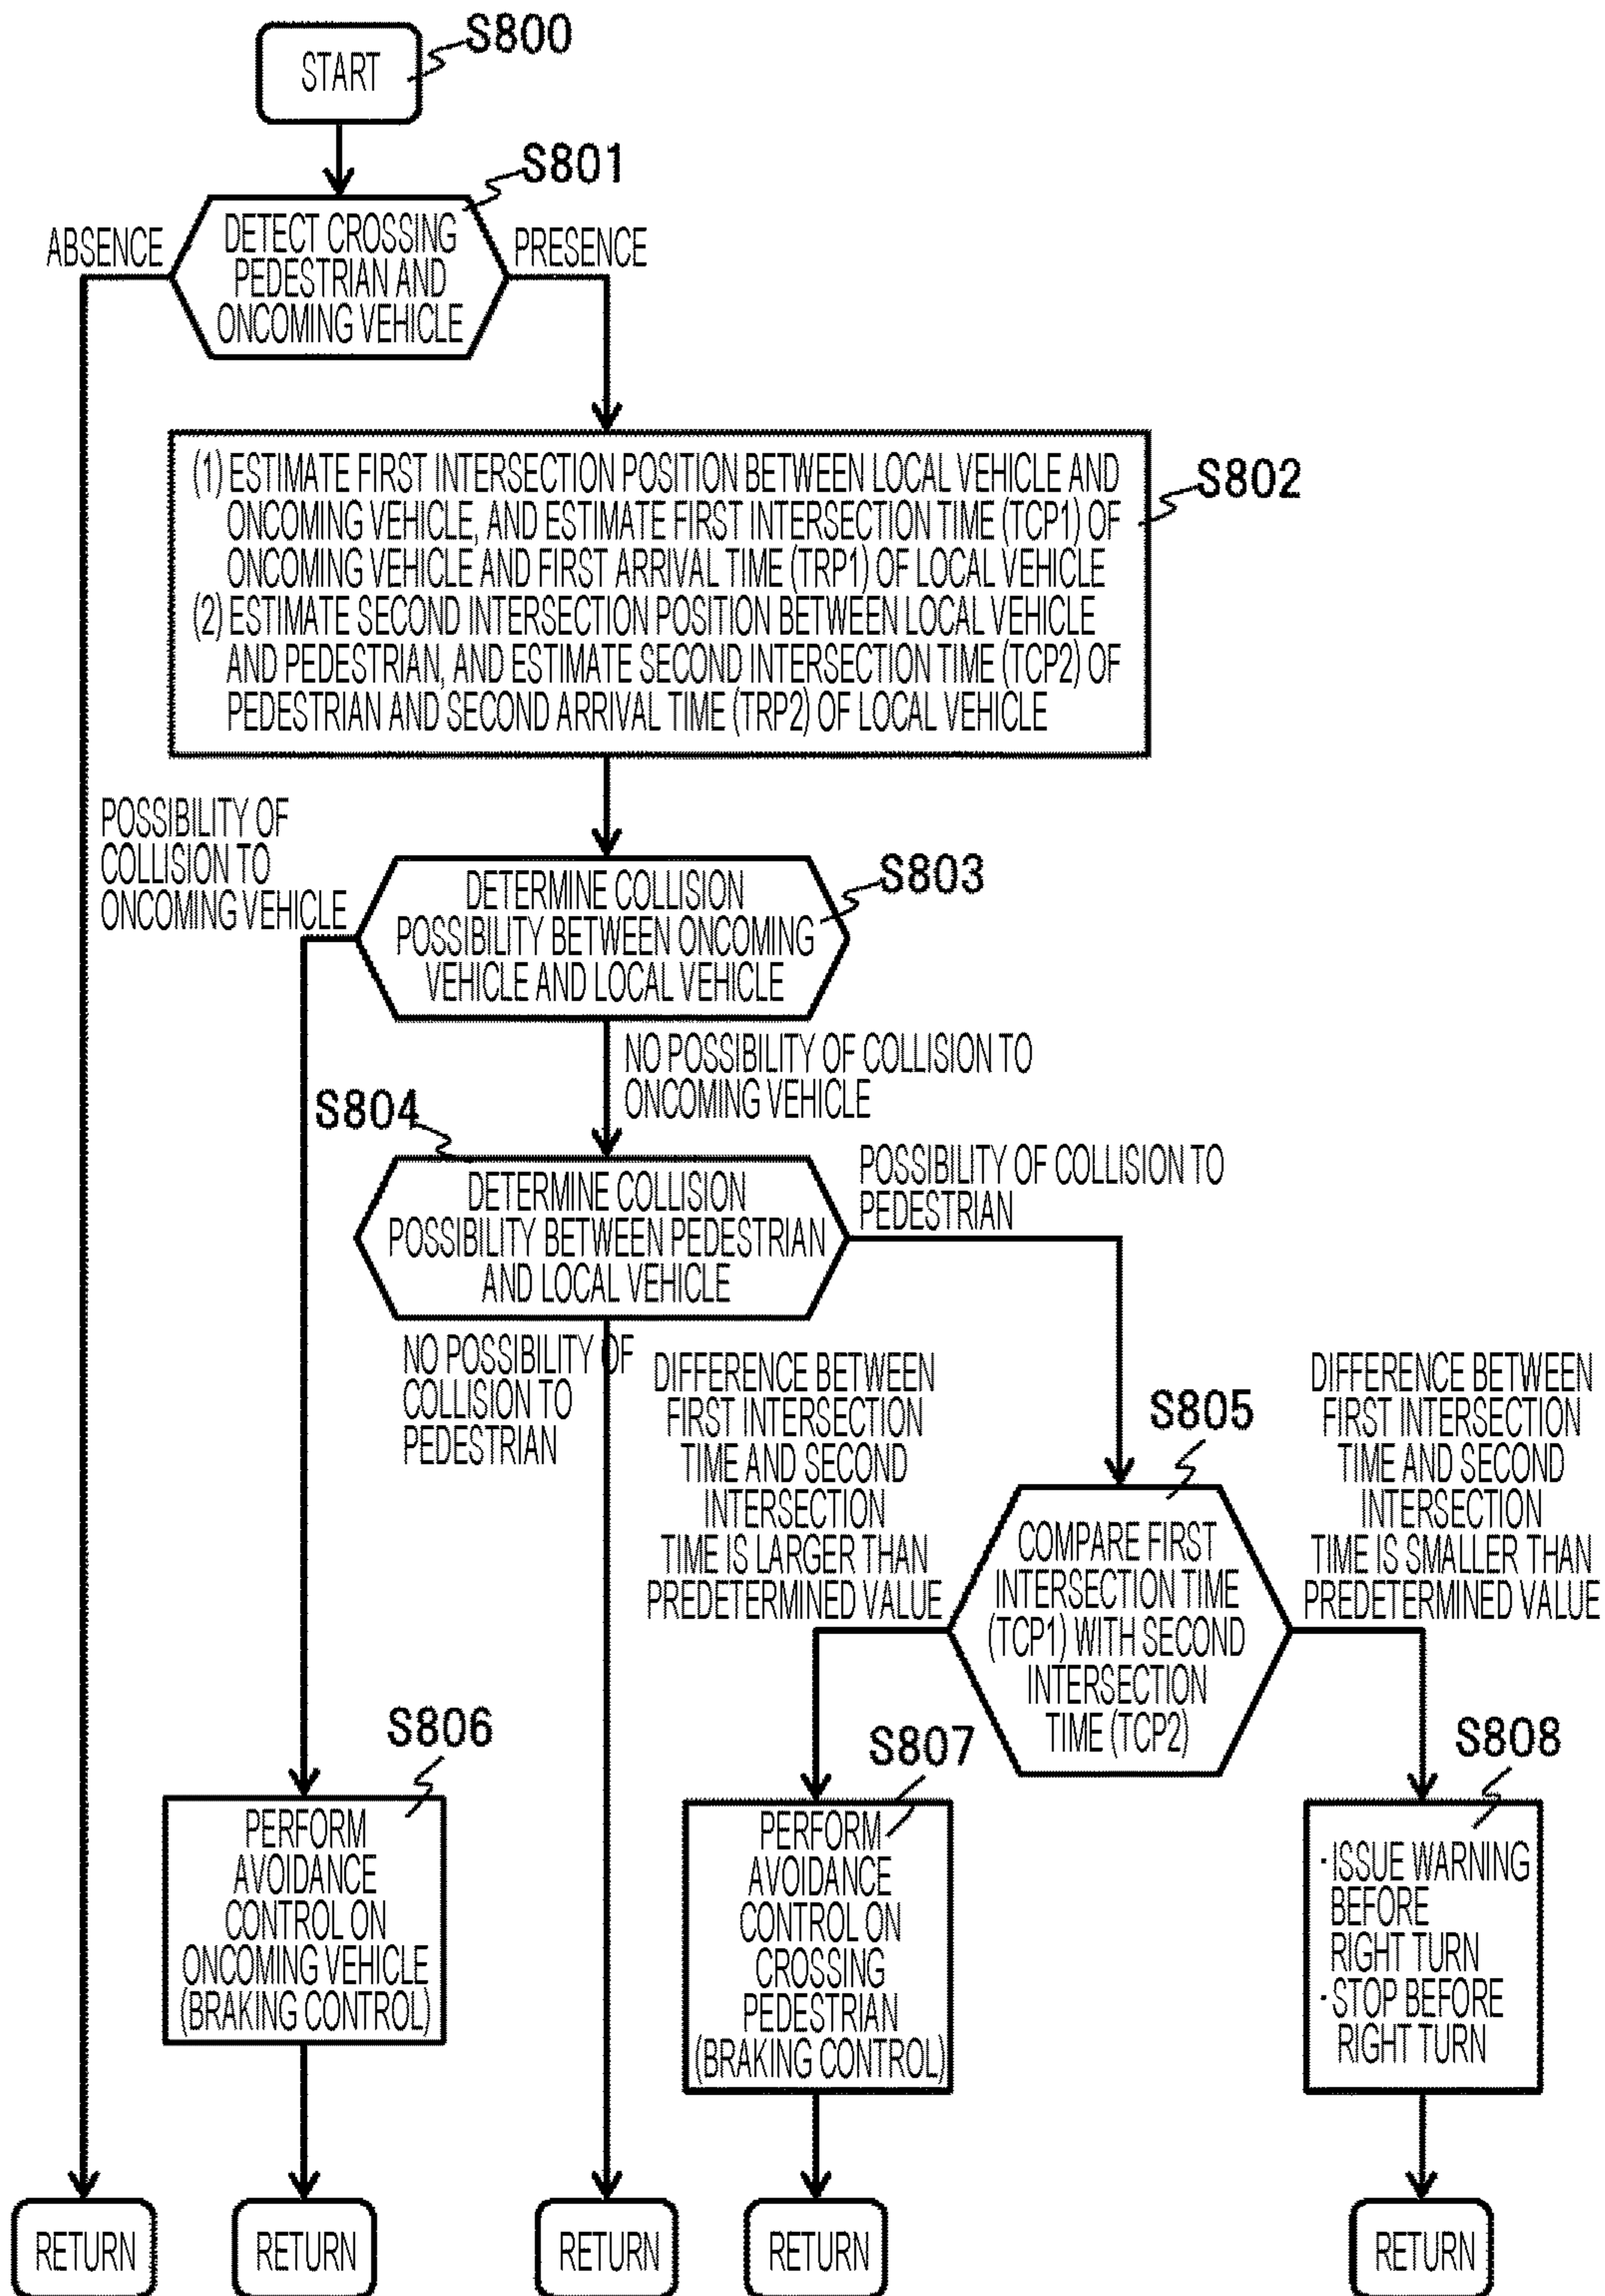 S800
START
S801
ABSENCE
DETECT CROSSING
PEDESTRIAN AND
ONCOMING VEHICLE
PRESENCE
(1) ESTIMATE FIRST INTERSECTION POSITION BETWEEN LOCAL VEHICLE AND
ONCOMING VEHICLE, AND ESTIMATE FIRST INTERSECTION TIME (TCP1) OF
ONCOMING VEHICLE AND FIRST ARRIVAL TIME (TRP1) OF LOCAL VEHICLE
(2) ESTIMATE SECOND INTERSECTION POSITION BETWEEN LOCAL VEHICLE
AND PEDESTRIAN, AND ESTIMATE SECOND INTERSECTION TIME (TCP2) OF
PEDESTRIAN AND SECOND ARRIVAL TIME (TRP2) OF LOCAL VEHICLE
S802
POSSIBILITY OF
COLLISION TO
ONCOMING VEHICLE
S803
DETERMINE COLLISION
POSSIBILITY BETWEEN ONCOMING
VEHICLE AND LOCAL VEHICLE
NO POSSIBILITY OF COLLISION TO
ONCOMING VEHICLE
S804
DETERMINE COLLISION
POSSIBILITY BETWEEN PEDESTRIAN
AND LOCAL VEHICLE
POSSIBILITY OF COLLISION TO
PEDESTRIAN
NO POSSIBILITY OF
COLLISION TO
PEDESTRIAN
DIFFERENCE BETWEEN
FIRST INTERSECTION
TIME AND SECOND
INTERSECTION
TIME IS LARGER THAN
PREDETERMINED VALUE
S805
COMPARE FIRST
INTERSECTION TIME
(TCP1) WITH SECOND
INTERSECTION
TIME (TCP2)
DIFFERENCE BETWEEN
FIRST INTERSECTION
TIME AND SECOND
INTERSECTION
TIME IS SMALLER THAN
PREDETERMINED VALUE
S806
PERFORM
AVOIDANCE
CONTROL ON
ONCOMING VEHICLE
(BRAKING CONTROL)
S807
PERFORM
AVOIDANCE
CONTROL ON
CROSSING
PEDESTRIAN
(BRAKING CONTROL)
S808
・ISSUE WARNING
BEFORE
RIGHT TURN
・STOP BEFORE
RIGHT TURN
RETURN
RETURN
RETURN
RETURN
RETURN